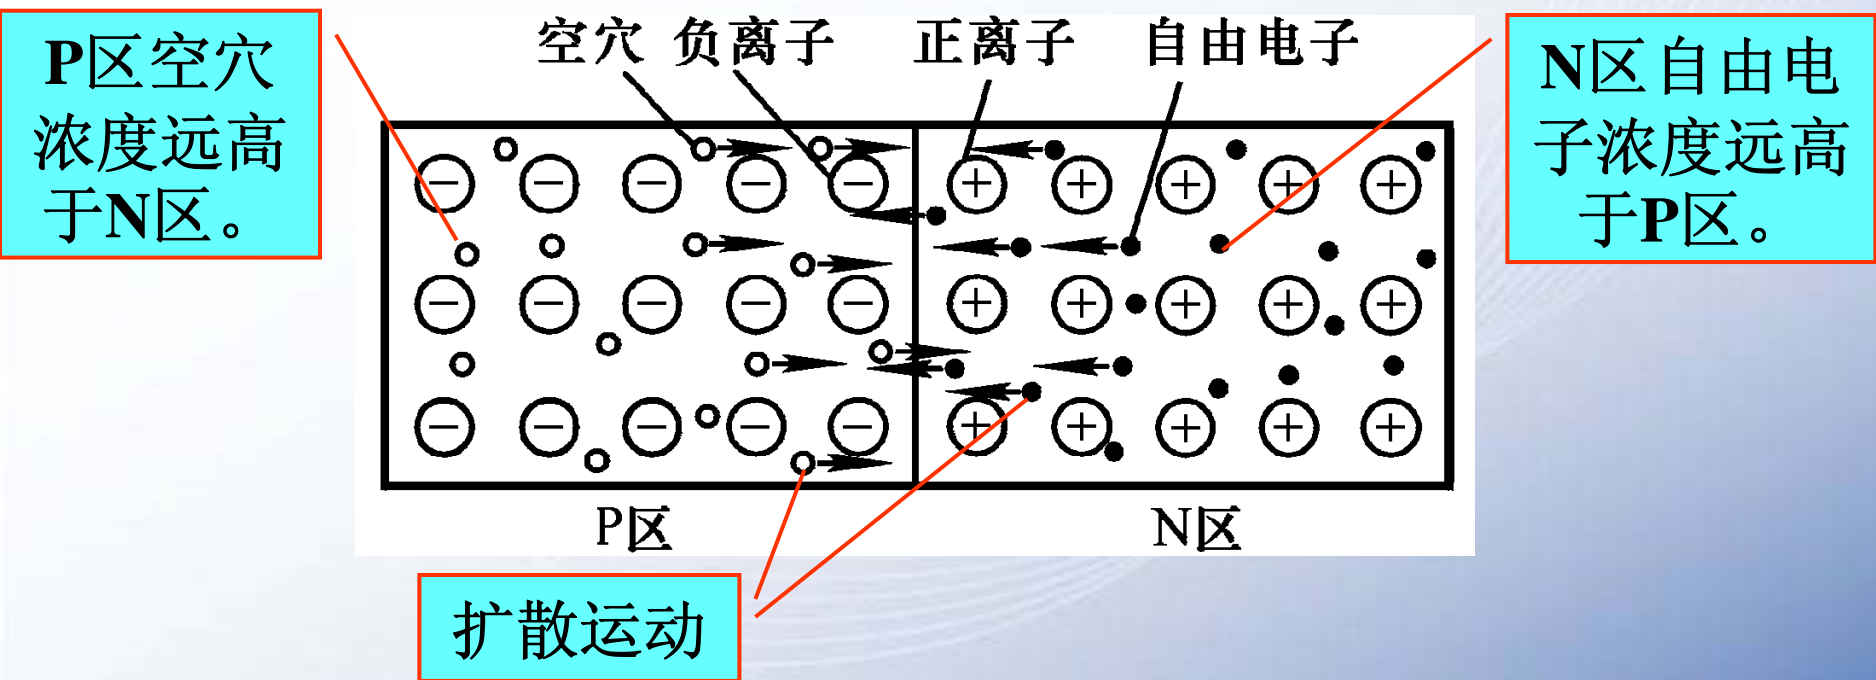 P区空穴
浓度远高
于N区。
空穴 负离子 正离子 自由电子
N区自由电
子浓度远高
于P区。
P区 N区
扩散运动